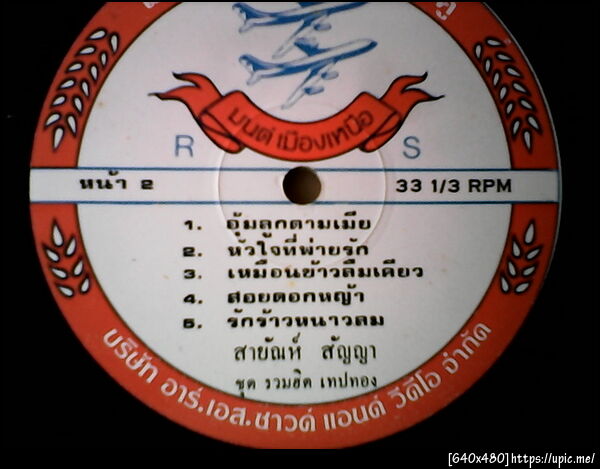 มนต์เมืองเหนือ
R S
หน้า 2
33 1/3 RPM
1. อุ้มลูกตามเมีย
2. หัวใจที่พ่ายรัก
3. เหมือนข้าวลืมเคียว
4. สอยดอกหญ้า
5. รักร้าวหนาวลม
สายัณห์ สัญญา
ชุด รวมฮิต เทปทอง
บริษัท อาร์.เอส.ซาวด์ แอนด์ วีดีโอ จำกัด
[640x480]https://upic.me/